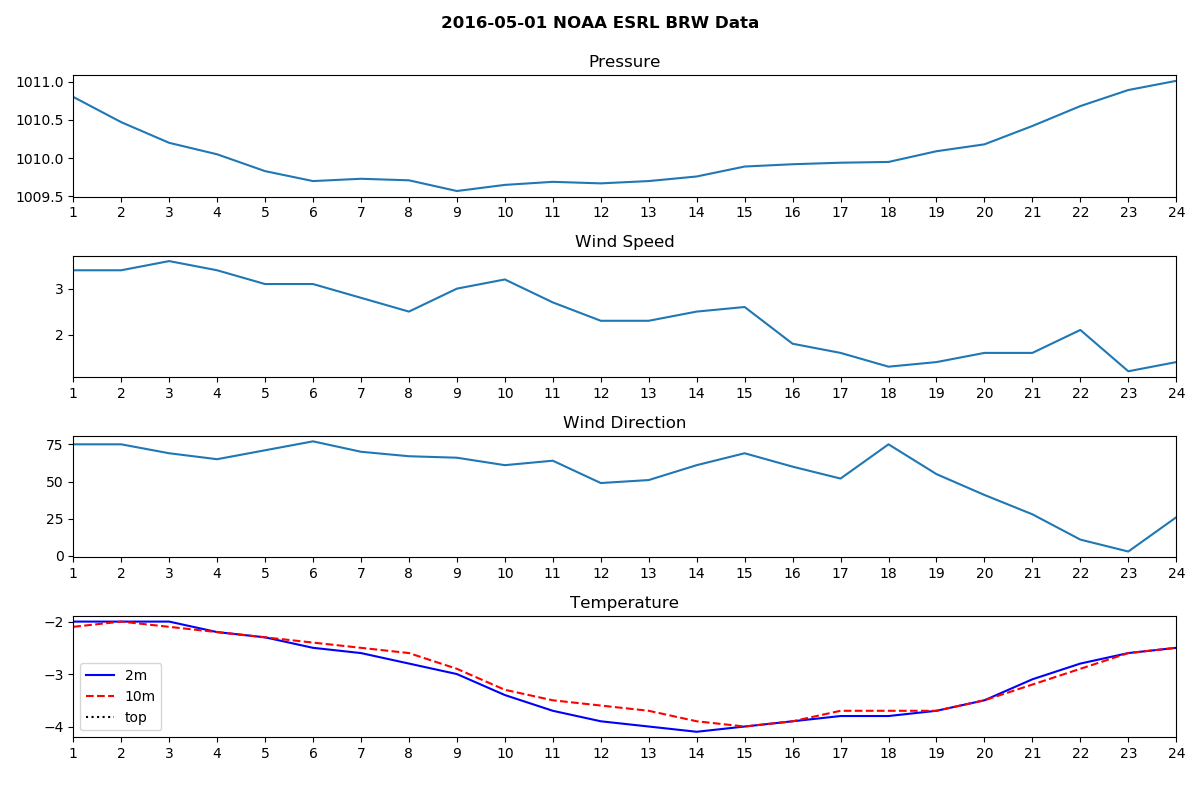 2016-05-01 NOAA ESRL BRW Data
Pressure
1011.0
1010.5
1010.0
1009.5
1 2 3 4 5 6 7 8 9 10 11 12 13 14 15 16 17 18 19 20 21 22 23 24
Wind Speed
3
2
1 2 3 4 5 6 7 8 9 10 11 12 13 14 15 16 17 18 19 20 21 22 23 24
Wind Direction
75
50
25
0
1 2 3 4 5 6 7 8 9 10 11 12 13 14 15 16 17 18 19 20 21 22 23 24
Temperature
−2
−3
−4
2m
10m
top
1 2 3 4 5 6 7 8 9 10 11 12 13 14 15 16 17 18 19 20 21 22 23 24